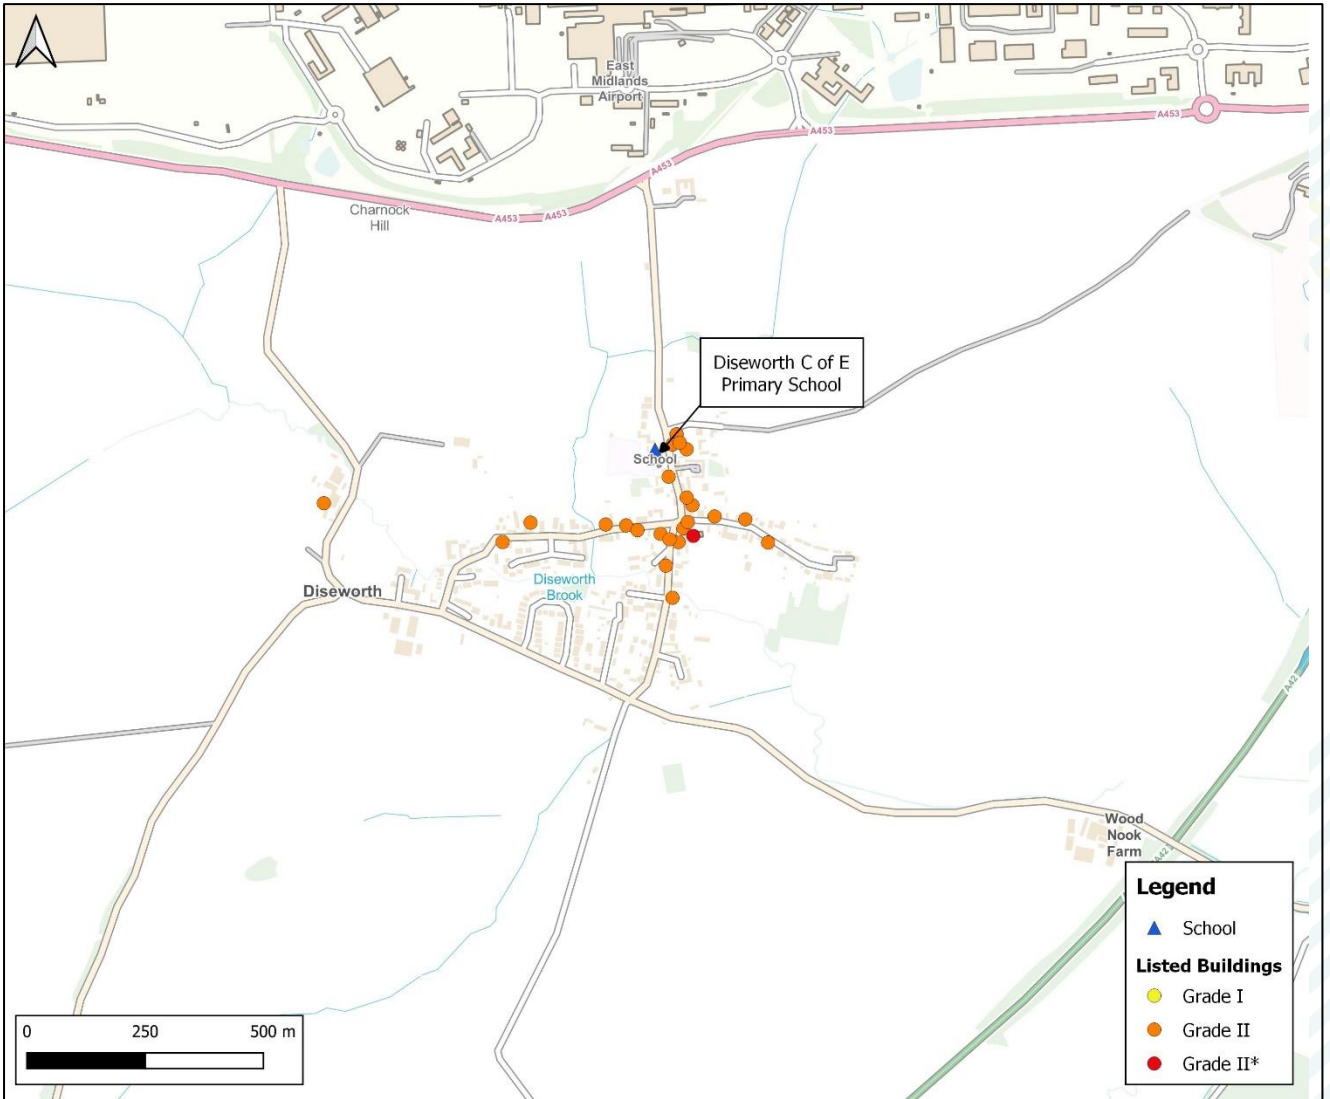 East
Midlands
Airport
A453
A453
A453
A453
A453
Charnock
Hill
Diseworth C of E
Primary School
School
Diseworth
Brook
Diseworth
A42
Wood
Nook
Farm
A42
Legend
School
Listed Buildings
Grade I
Grade II
Grade II*
0 250 500 m